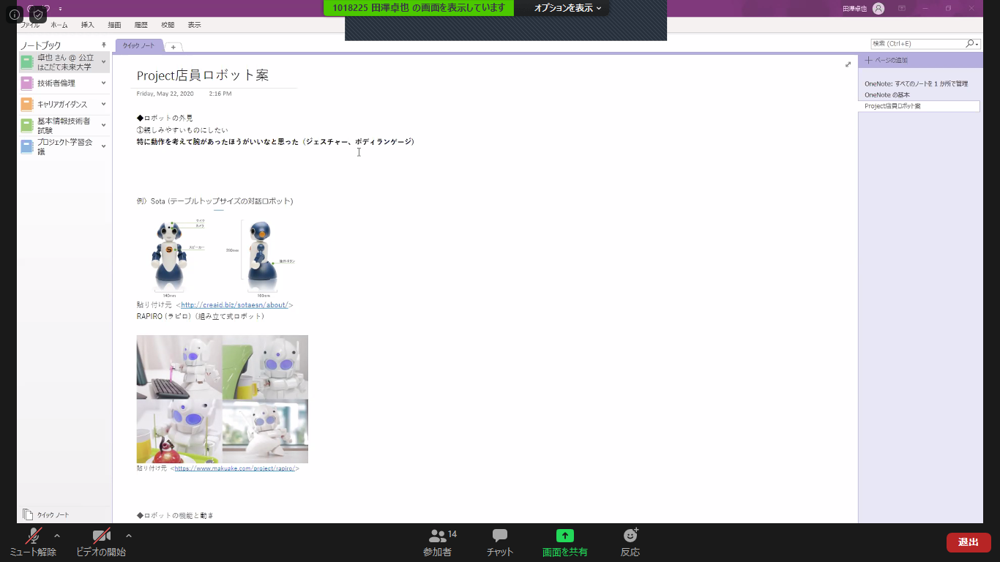 1018225 田澤卓也 の画面を表示しています
オプションを表示
田澤卓也
ファイル ホーム 挿入 描画 履歴 校閲 表示
ノートブック
クイック ノート
検索 (Ctrl+E)
卓也 さん @ 公立
はこだて未来大学
技術者倫理
キャリアガイダンス
基本情報技術者
試験
プロジェクト学習会
議
ページの追加
OneNote: すべてのノートを 1 か所で管理
OneNote の基本
Project店員ロボット案
Project店員ロボット案
Friday, May 22, 2020 2:16 PM
◆ロボットの外見
①親しみやすいものにしたい
特に動作を考えて腕があったほうがいいなと思った（ジェスチャー、ボディランゲージ）
例）Sota (テーブルトップサイズの対話ロボット)
マイク
カメラ
スピーカー
280mm
操作ボタン
140mm
160mm
貼り付け元 <http://creaid.biz/sotaesn/about/>
RAPIRO (ラピロ)（組み立て式ロボット）
貼り付け元 <https://www.makuake.com/project/rapiro/>
◆ロボットの機能と動き
クイック ノート
ミュート解除
ビデオの開始
14
参加者
チャット
画面を共有
反応
退出